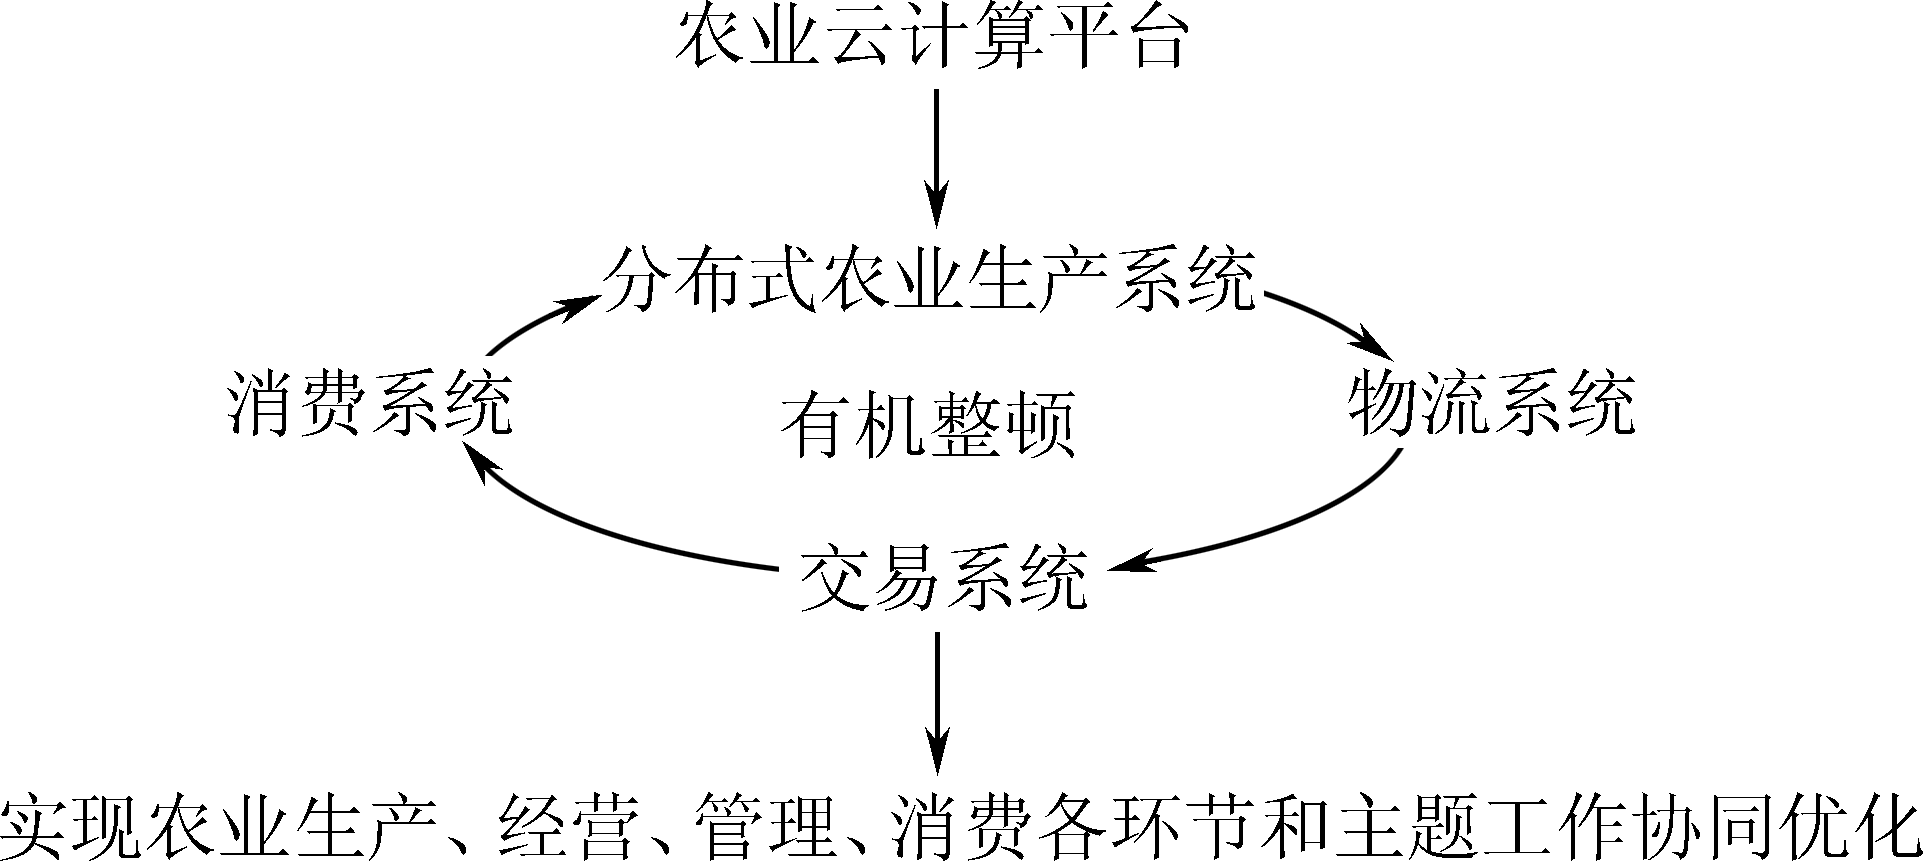 农业云计算平台
分布式农业生产系统
消费系统
物流系统
有机整顿
交易系统
实现农业生产、经营、管理、消费各环节和主题工作协同优化